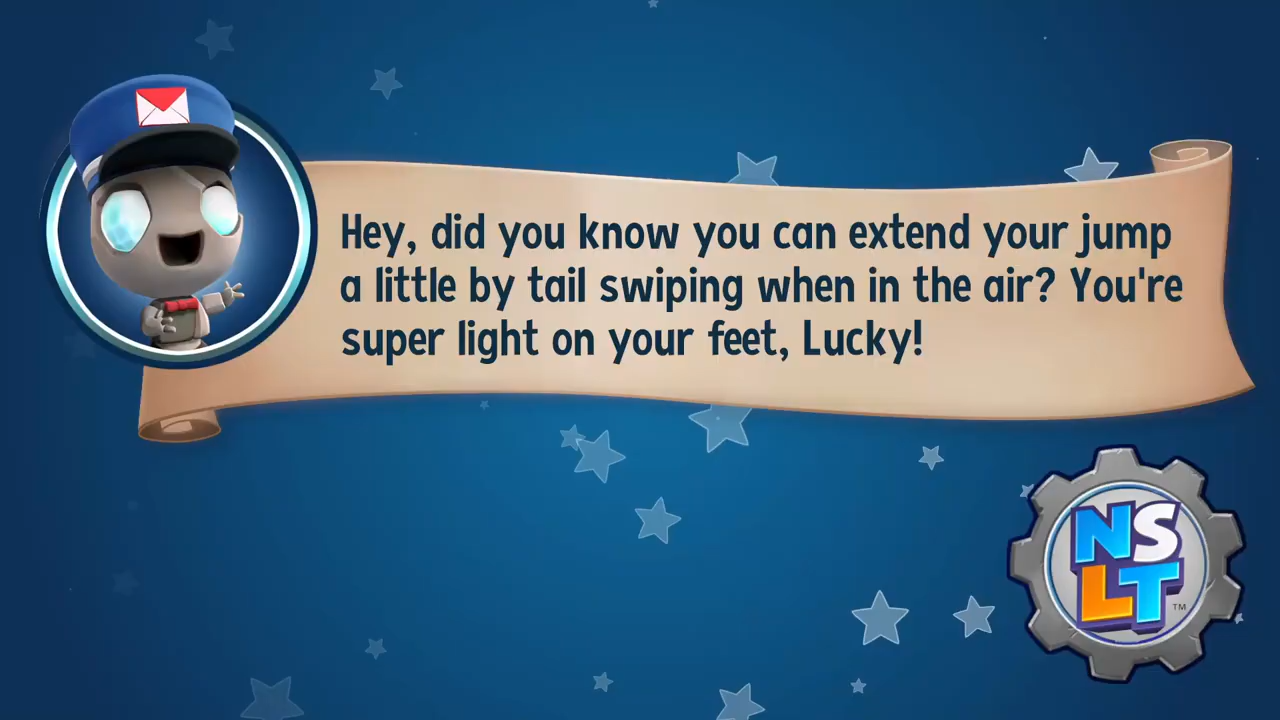 Hey, did you know you can extend your jump
a little by tail swiping when in the air? You're
super light on your feet, Lucky!
NS
LT
TM